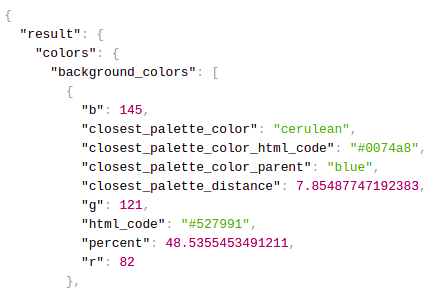 {
"result": {
"colors": {
"background_colors": [
{
"b": 145,
"closest_palette_color": "cerulean",
"closest_palette_color_html_code": "#0074a8",
"closest_palette_color_parent": "blue",
"closest_palette_distance": 7.85487747192383,
"g": 121,
"html_code": "#527991",
"percent": 48.5355453491211,
"r": 82
},